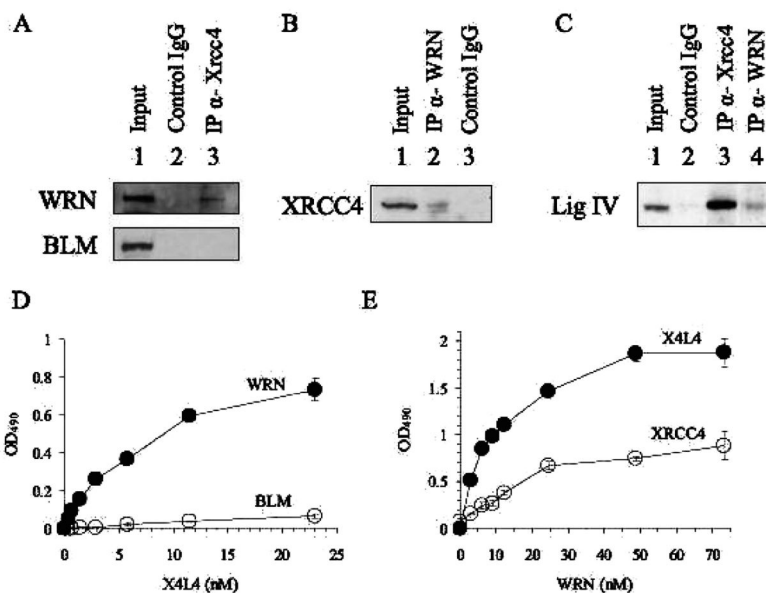 A
Input
Control IgG
IP α- Xrcc4
1 2 3
WRN
BLM
B
Input
IP α- WRN
Control IgG
1 2 3
XRCC4
C
Input
Control IgG
IP α- Xrcc4
IP α- WRN
1 2 3 4
Lig IV
D
1
0.8
0.6
0.4
0.2
0
OD490
WRN
BLM
0 5 10 15 20 25
X4L4 (nM)
E
2
1.5
1
0.5
0
OD490
X4L4
XRCC4
0 10 20 30 40 50 60 70
WRN (nM)